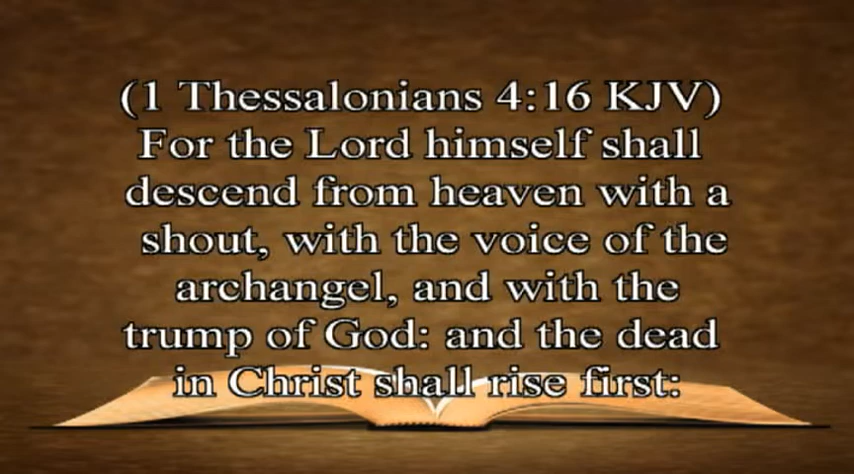 (1 Thessalonians 4:16 KJV)
For the Lord himself shall
descend from heaven with a
shout, with the voice of the
archangel, and with the
trump of God: and the dead
in Christ shall rise first: